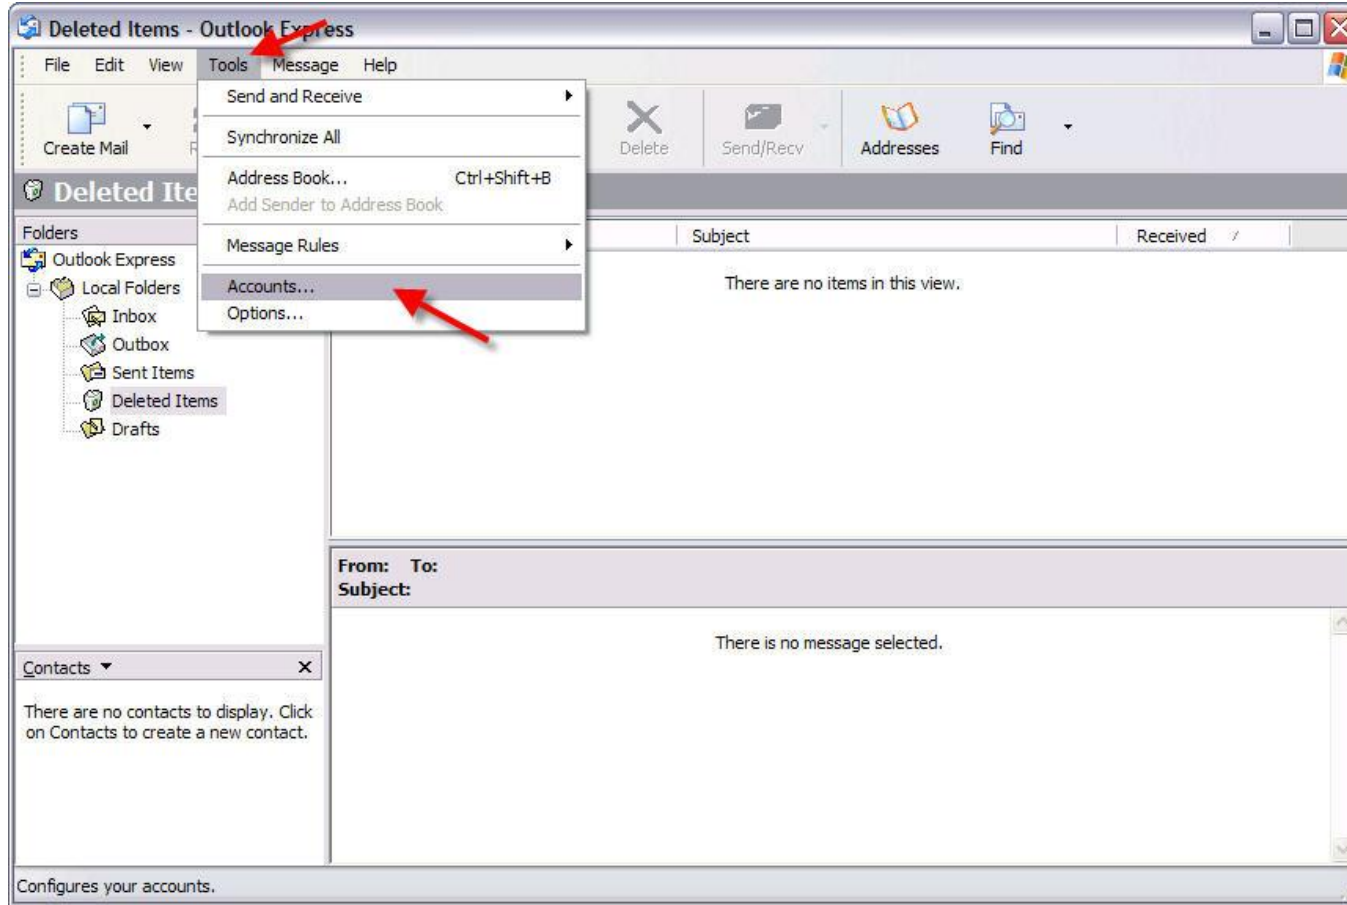 Deleted Items - Outlook Express
File Edit View Tools Message Help
Send and Receive
Synchronize All
Address Book... Ctrl+Shift+B
Add Sender to Address Book
Message Rules
Accounts...
Options...
Create Mail Delete Send/Recv Addresses Find
Deleted Ite
Folders
Outlook Express
Local Folders
Inbox
Outbox
Sent Items
Deleted Items
Drafts
Subject Received
There are no items in this view.
From: To:
Subject:
There is no message selected.
Contacts
There are no contacts to display. Click
on Contacts to create a new contact.
Configures your accounts.